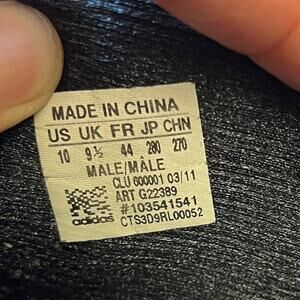 MADE IN CHINA
US UK FR JP CHN
10 9½ 44 280 270
MALE/MÂLE
CLU 600001 03/11
ART G22389
#103541541
adidas CTS3D9RL00052